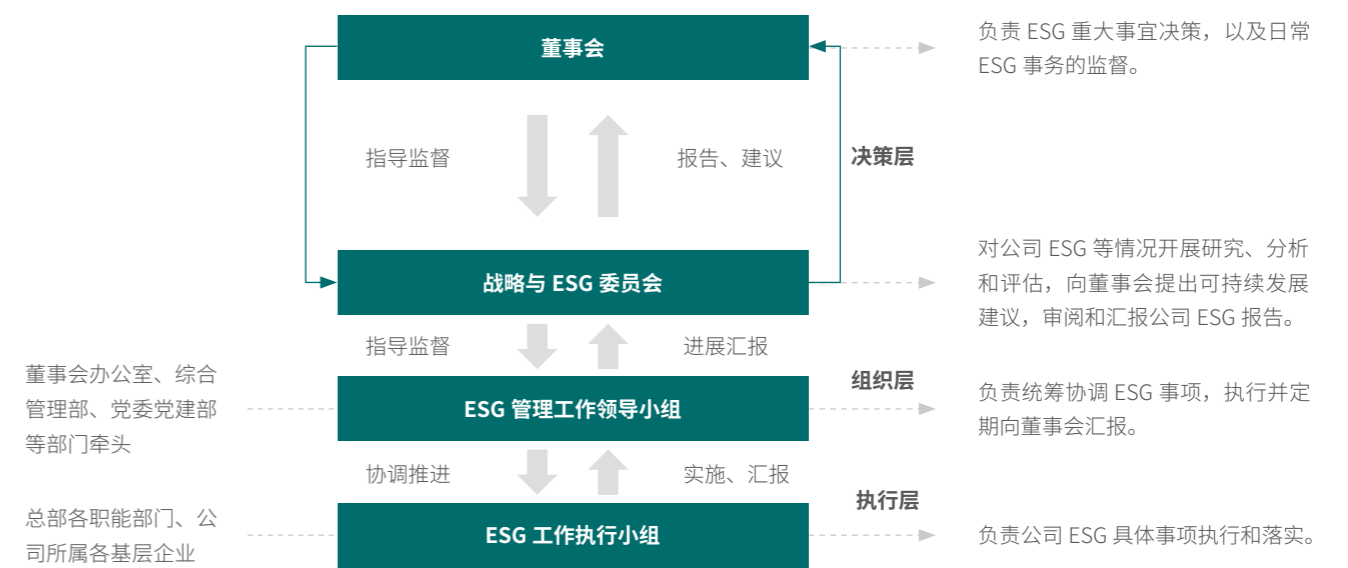 董事会
负责 ESG 重大事宜决策，以及日常
ESG 事务的监督。
指导监督
报告、建议
决策层
战略与 ESG 委员会
对公司 ESG 等情况开展研究、分析
和评估，向董事会提出可持续发展
建议，审阅和汇报公司 ESG 报告。
指导监督
进展汇报
组织层
董事会办公室、综合
管理部、党委党建部
等部门牵头
ESG 管理工作领导小组
负责统筹协调 ESG 事项，执行并定
期向董事会汇报。
协调推进
实施、汇报
执行层
总部各职能部门、公
司所属各基层企业
ESG 工作执行小组
负责公司 ESG 具体事项执行和落实。